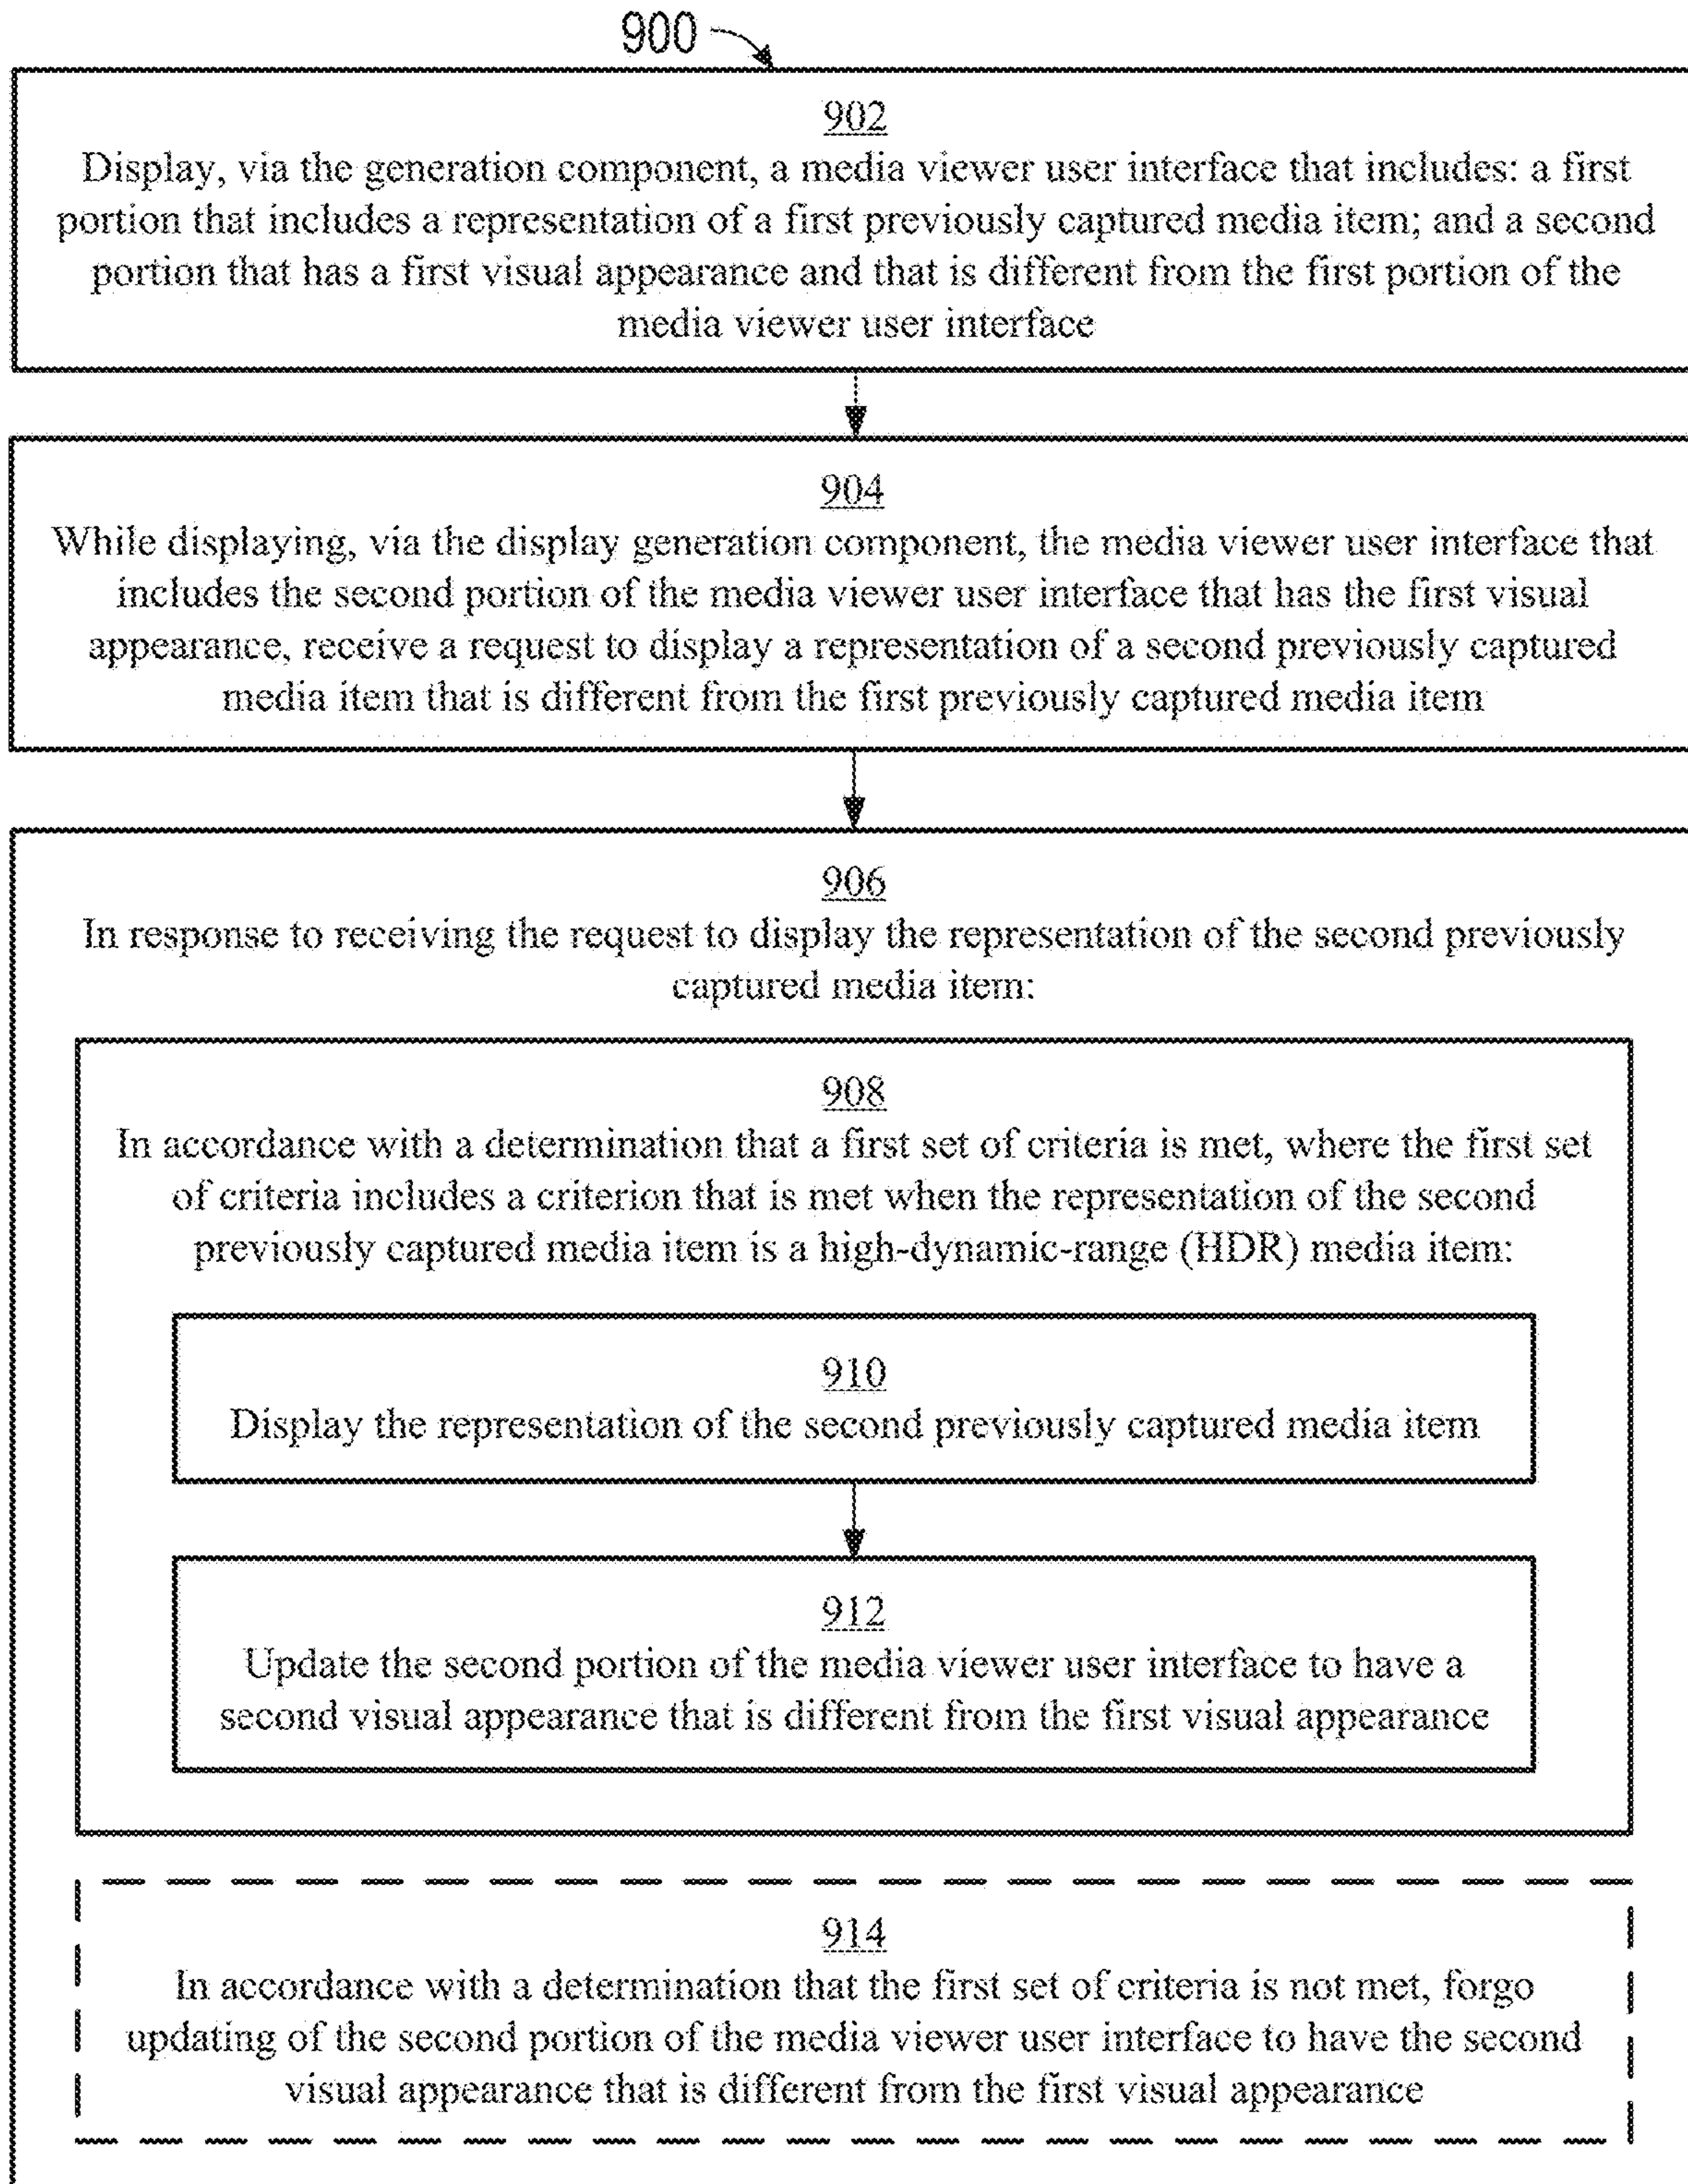 900
902
Display, via the generation component, a media viewer user interface that includes: a first
portion that includes a representation of a first previously captured media item; and a second
portion that has a first visual appearance and that is different from the first portion of the
media viewer user interface
904
While displaying, via the display generation component, the media viewer user interface that
includes the second portion of the media viewer user interface that has the first visual
appearance, receive a request to display a representation of a second previously captured
media item that is different from the first previously captured media item
906
In response to receiving the request to display the representation of the second previously
captured media item:
908
In accordance with a determination that a first set of criteria is met, where the first set
of criteria includes a criterion that is met when the representation of the second
previously captured media item is a high-dynamic-range (HDR) media item:
910
Display the representation of the second previously captured media item
912
Update the second portion of the media viewer user interface to have a
second visual appearance that is different from the first visual appearance
914
In accordance with a determination that the first set of criteria is not met, forgo
updating of the second portion of the media viewer user interface to have the second
visual appearance that is different from the first visual appearance